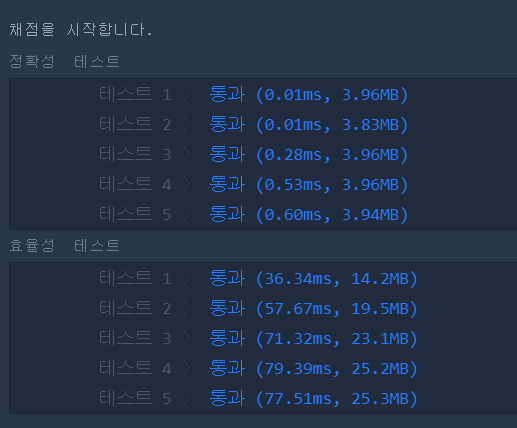 채점을 시작합니다.
정확성 테스트
테스트 1 〉 통과 (0.01ms, 3.96MB)
테스트 2 〉 통과 (0.01ms, 3.83MB)
테스트 3 〉 통과 (0.28ms, 3.96MB)
테스트 4 〉 통과 (0.53ms, 3.96MB)
테스트 5 〉 통과 (0.60ms, 3.94MB)
효율성 테스트
테스트 1 〉 통과 (36.34ms, 14.2MB)
테스트 2 〉 통과 (57.67ms, 19.5MB)
테스트 3 〉 통과 (71.32ms, 23.1MB)
테스트 4 〉 통과 (79.39ms, 25.2MB)
테스트 5 〉 통과 (77.51ms, 25.3MB)